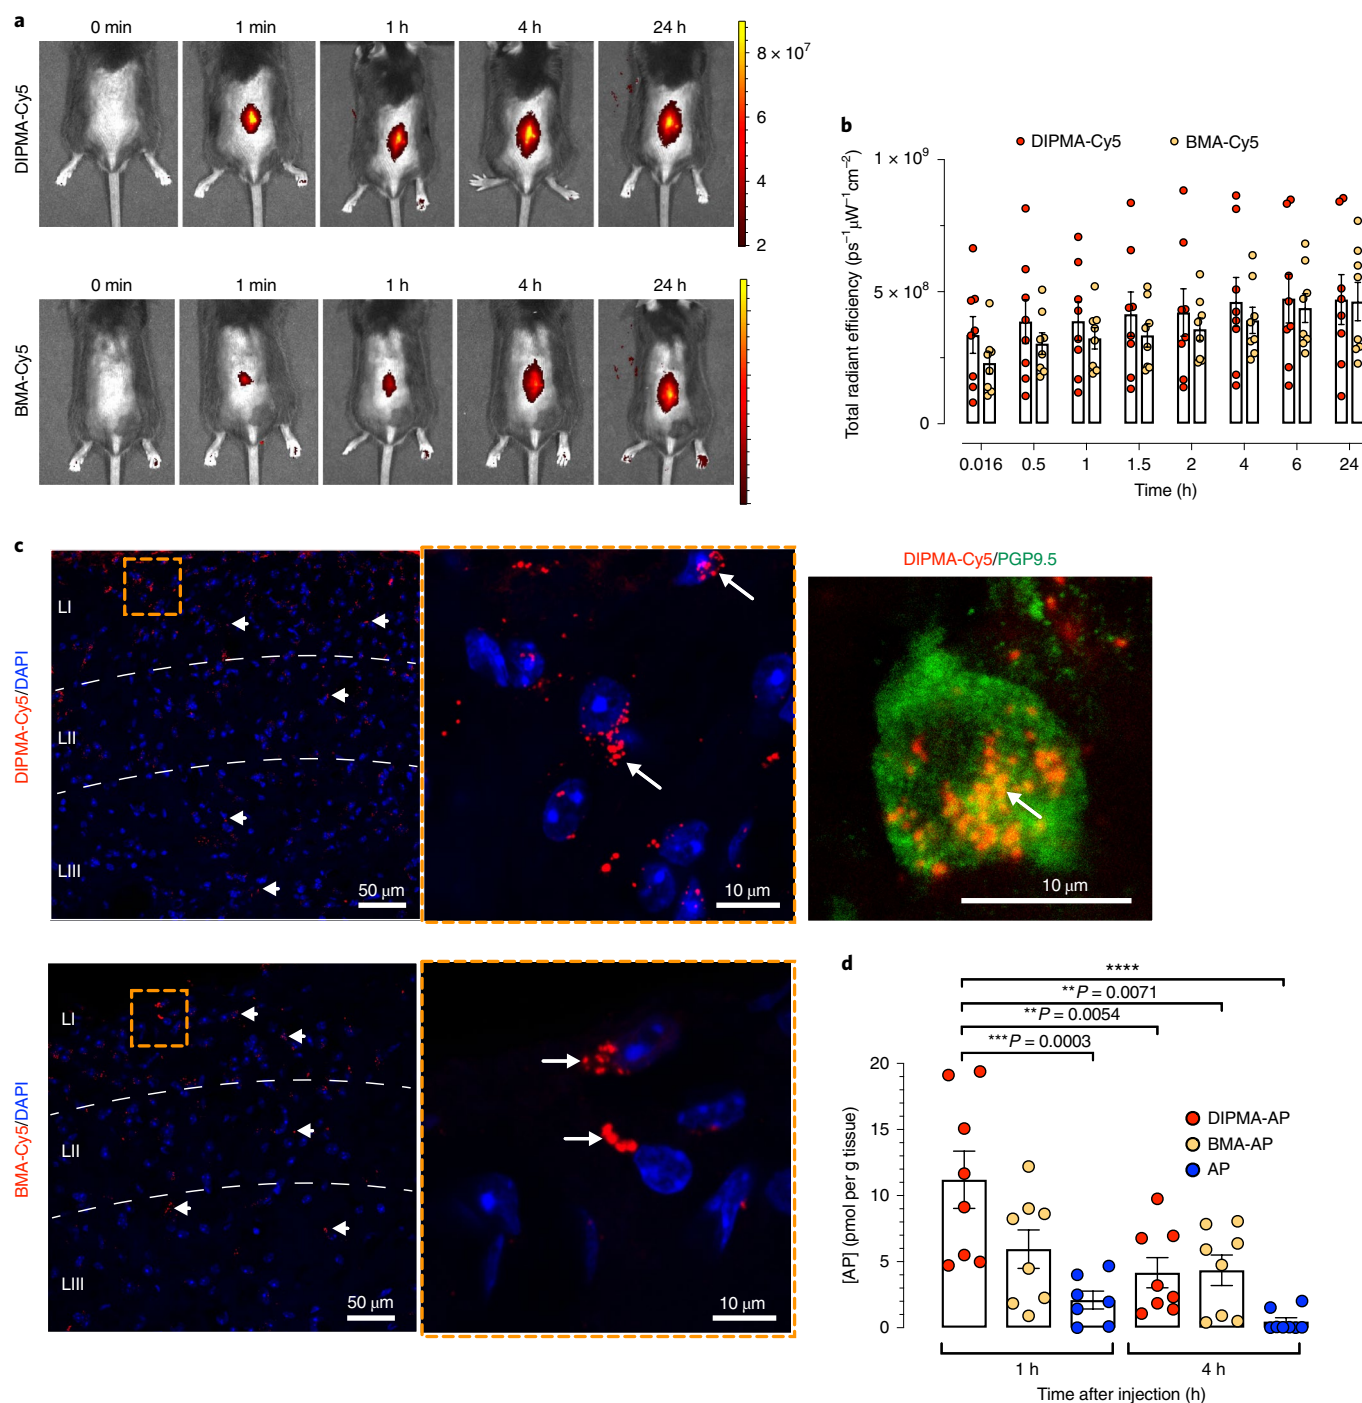 a
0 min 1 min 1 h 4 h 24 h
DIPMA-Cy5
8 × 10⁷
6
4
2
0 min 1 min 1 h 4 h 24 h
BMA-Cy5
b
DIPMA-Cy5 BMA-Cy5
Total radiant efficiency (ps⁻¹µW⁻¹cm⁻²)
1 × 10⁹
5 × 10⁸
0
0.016 0.5 1 1.5 2 4 6 24
Time (h)
c
DIPMA-Cy5/DAPI
LI
LII
LIII
50 µm
10 µm
DIPMA-Cy5/PGP9.5
10 µm
BMA-Cy5/DAPI
LI
LII
LIII
50 µm
10 µm
d
****
**P = 0.0071
**P = 0.0054
***P = 0.0003
[AP] (pmol per g tissue)
20
15
10
5
0
DIPMA-AP
BMA-AP
AP
1 h 4 h
Time after injection (h)